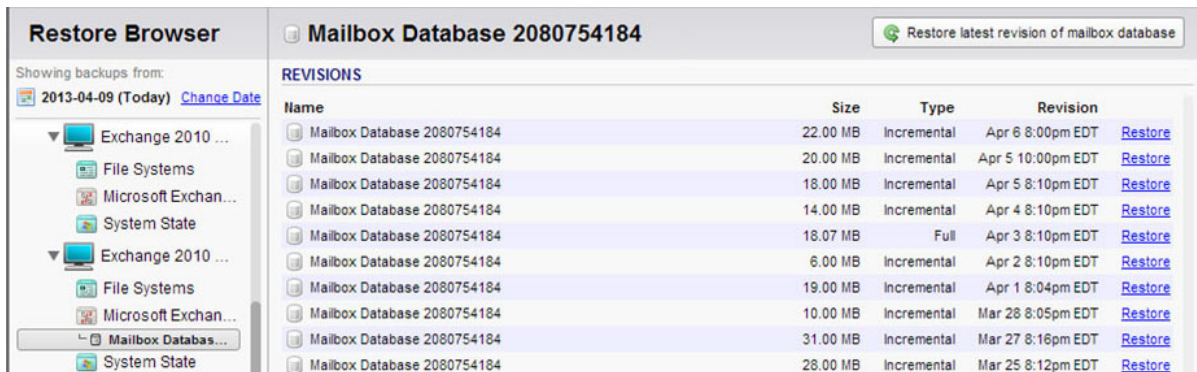 Restore Browser
Showing backups from:
2013-04-09 (Today) Change Date
Exchange 2010 ...
File Systems
Microsoft Exchan...
System State
Exchange 2010 ...
File Systems
Microsoft Exchan...
Mailbox Databas...
System State
Mailbox Database 2080754184
Restore latest revision of mailbox database
REVISIONS
Name Size Type Revision
Mailbox Database 2080754184 22.00 MB Incremental Apr 6 8:00pm EDT Restore
Mailbox Database 2080754184 20.00 MB Incremental Apr 5 10:00pm EDT Restore
Mailbox Database 2080754184 18.00 MB Incremental Apr 5 8:10pm EDT Restore
Mailbox Database 2080754184 14.00 MB Incremental Apr 4 8:10pm EDT Restore
Mailbox Database 2080754184 18.07 MB Full Apr 3 8:10pm EDT Restore
Mailbox Database 2080754184 6.00 MB Incremental Apr 2 8:10pm EDT Restore
Mailbox Database 2080754184 19.00 MB Incremental Apr 1 8:04pm EDT Restore
Mailbox Database 2080754184 10.00 MB Incremental Mar 28 8:05pm EDT Restore
Mailbox Database 2080754184 31.00 MB Incremental Mar 27 8:16pm EDT Restore
Mailbox Database 2080754184 28.00 MB Incremental Mar 25 8:12pm EDT Restore